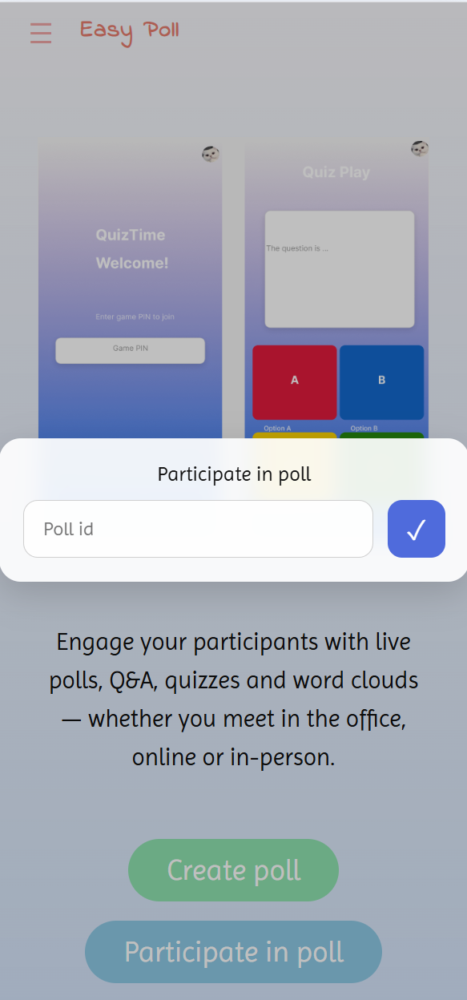 Easy Poll
QuizTime
Welcome!
Enter game PIN to join
Game PIN
Quiz Play
The question is ...
A
B
Option A
Option B
Participate in poll
Poll id
✓
Engage your participants with live
polls, Q&A, quizzes and word clouds
— whether you meet in the office,
online or in-person.
Create poll
Participate in poll